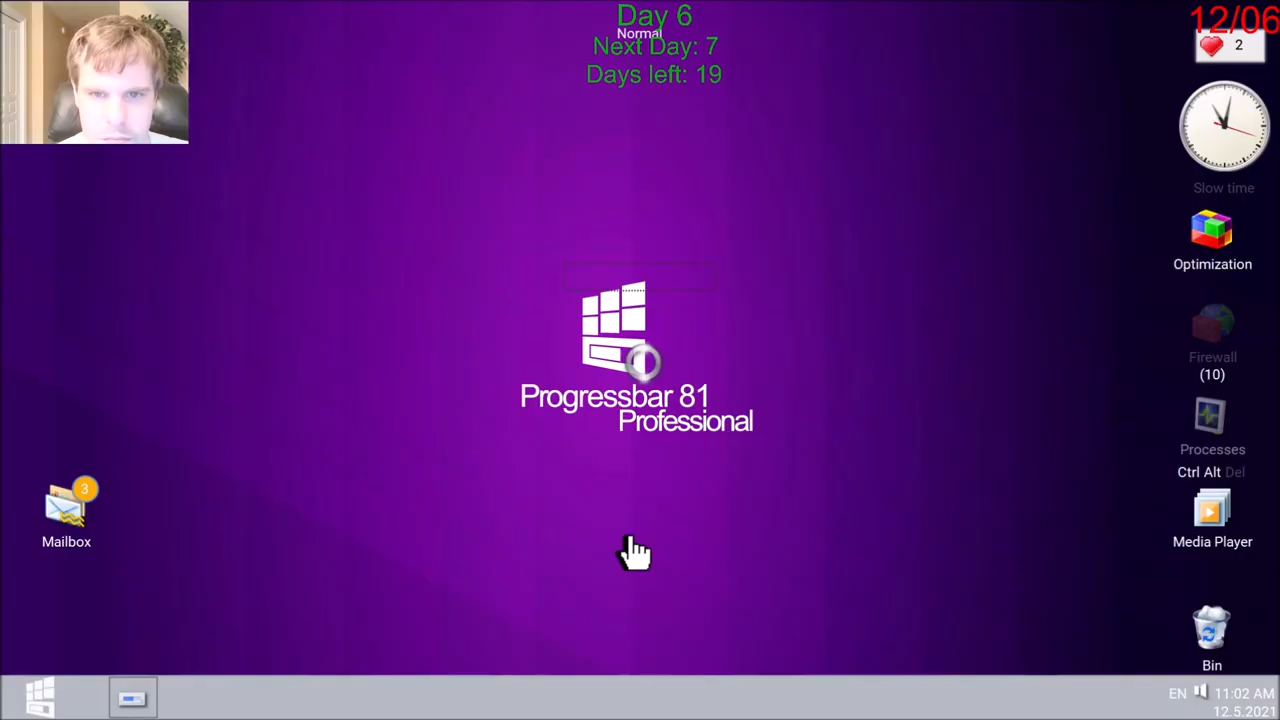 Day 6
Normal
Next Day: 7
Days left: 19
12/06
2
Slow time
Optimization
Firewall
(10)
Progressbar 81
Professional
Processes
Ctrl Alt Del
3
Mailbox
Media Player
Bin
EN 11:02 AM
12.5.2021